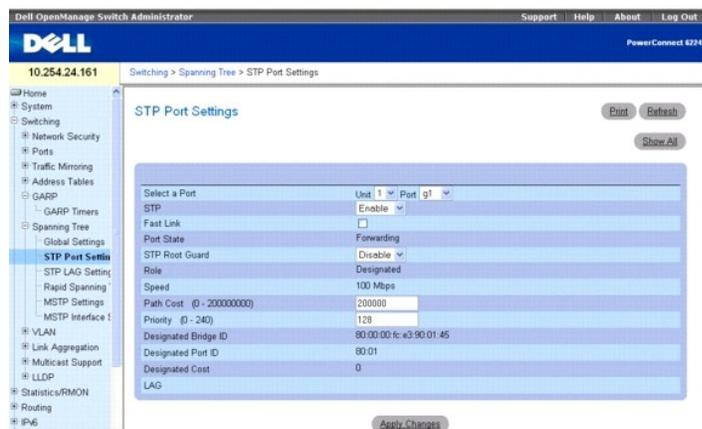 Dell OpenManage Switch Administrator
Support Help About Log Out
DELL
PowerConnect 6224
10.254.24.161
Switching > Spanning Tree > STP Port Settings
Home
System
Switching
Network Security
Ports
Traffic Mirroring
Address Tables
GARP
GARP Timers
Spanning Tree
Global Settings
STP Port Settin
STP LAG Setting
Rapid Spanning
MSTP Settings
MSTP Interface S
VLAN
Link Aggregation
Multicast Support
LLDP
Statistics/RMON
Routing
IPv6
STP Port Settings
Print Refresh
Show All
Select a Port Unit 1 Port g1
STP Enable
Fast Link
Port State Forwarding
STP Root Guard Disable
Role Designated
Speed 100 Mbps
Path Cost (0 - 200000000) 200000
Priority (0 - 240) 128
Designated Bridge ID 80:00:00:fc:e3:90:01:45
Designated Port ID 80:01
Designated Cost 0
LAG
Apply Changes